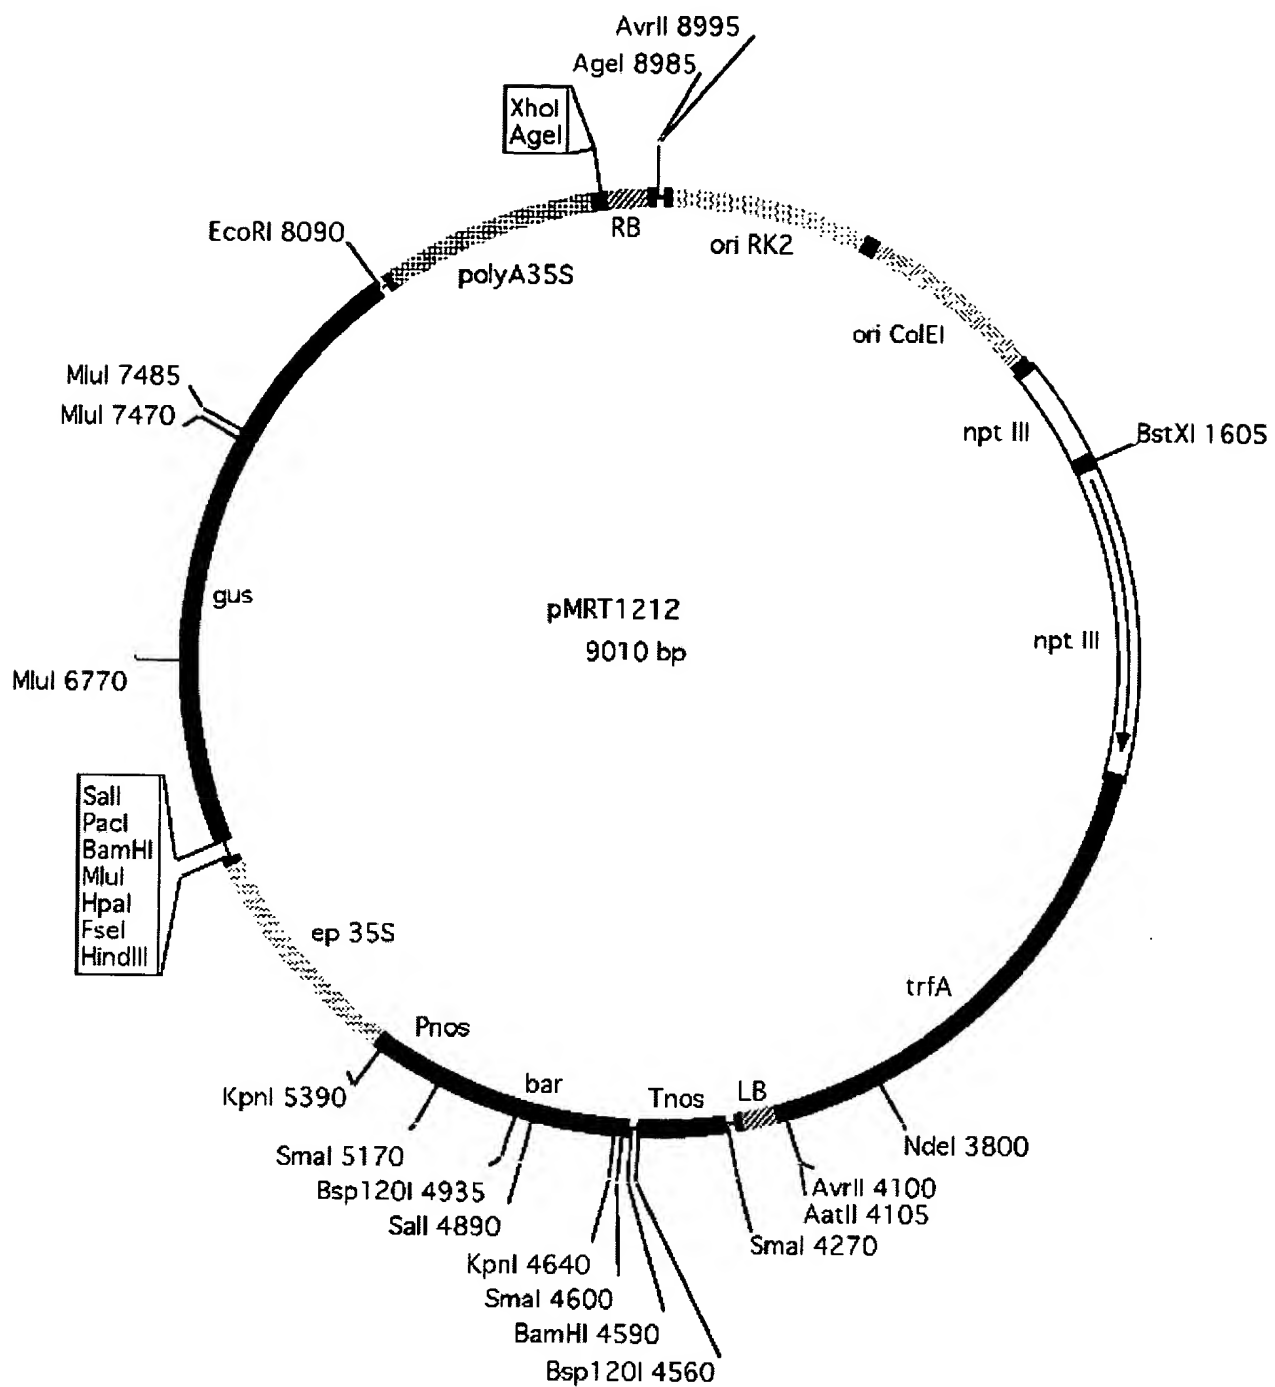 AvrII 8995
AgeI 8985
XhoI
AgeI
RB
ori RK2
EcoRI 8090
polyA35S
ori ColEI
MluI 7485
MluI 7470
npt III
BstXI 1605
gus
pMRT1212
9010 bp
npt III
MluI 6770
SalI
PacI
BamHI
MluI
HpaI
FseI
HindIII
ep 35S
trfA
Pnos
bar
Tnos
LB
KpnI 5390
NdeI 3800
SmaI 5170
Bsp120I 4935
SalI 4890
AvrII 4100
AatII 4105
SmaI 4270
KpnI 4640
SmaI 4600
BamHI 4590
Bsp120I 4560